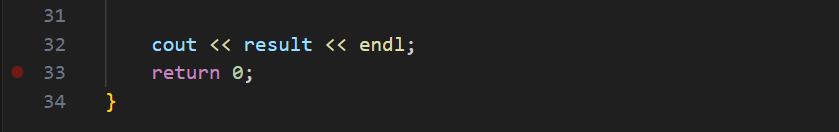 31
32 cout << result << endl;
33 return 0;
34 }